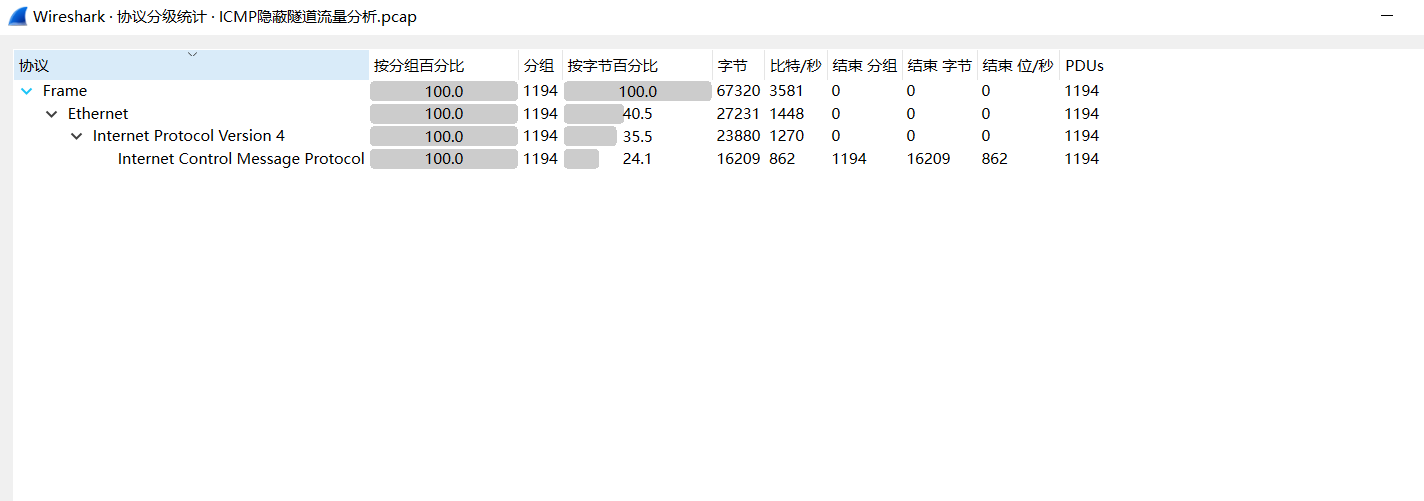 Wireshark · 协议分级统计 · ICMP隐蔽隧道流量分析.pcap
协议 按分组百分比 分组 按字节百分比 字节 比特/秒 结束 分组 结束 字节 结束 位/秒 PDUs
Frame 100.0 1194 100.0 67320 3581 0 0 0 1194
Ethernet 100.0 1194 40.5 27231 1448 0 0 0 1194
Internet Protocol Version 4 100.0 1194 35.5 23880 1270 0 0 0 1194
Internet Control Message Protocol 100.0 1194 24.1 16209 862 1194 16209 862 1194